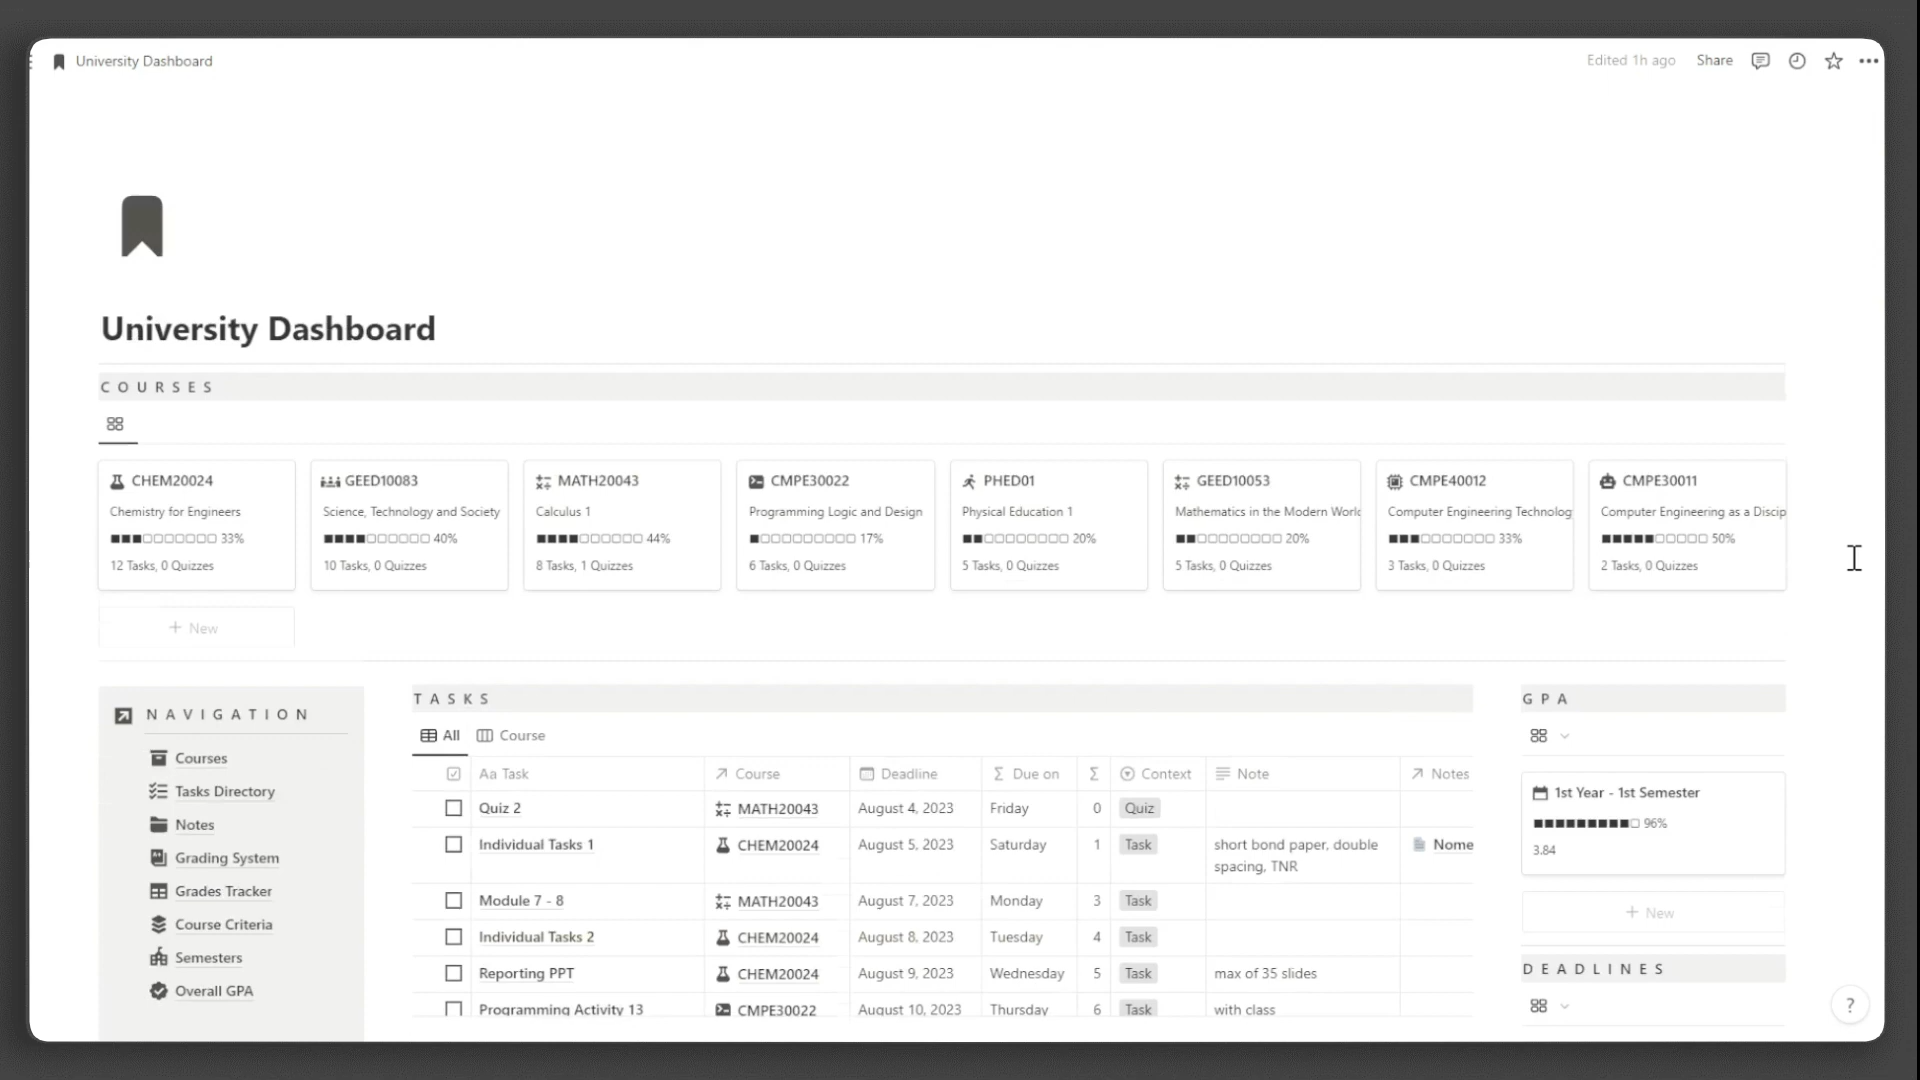 University Dashboard
Edited 1h ago Share
University Dashboard
COURSES
CHEM20024
Chemistry for Engineers
■■■□□□□□□□ 33%
12 Tasks, 0 Quizzes
GEED10083
Science, Technology and Society
■■■■□□□□□□ 40%
10 Tasks, 0 Quizzes
MATH20043
Calculus 1
■■■■□□□□□□ 44%
8 Tasks, 1 Quizzes
CMPE30022
Programming Logic and Design
■□□□□□□□□□ 17%
6 Tasks, 0 Quizzes
PHED01
Physical Education 1
■■□□□□□□□□ 20%
5 Tasks, 0 Quizzes
GEED10053
Mathematics in the Modern World
■■□□□□□□□□ 20%
5 Tasks, 0 Quizzes
CMPE40012
Computer Engineering Technolog
■■■□□□□□□□ 33%
3 Tasks, 0 Quizzes
CMPE30011
Computer Engineering as a Discip
■■■■■□□□□□ 50%
2 Tasks, 0 Quizzes
+ New
NAVIGATION
Courses
Tasks Directory
Notes
Grading System
Grades Tracker
Course Criteria
Semesters
Overall GPA
TASKS
All Course
Aa Task Course Deadline Σ Due on Σ Context Note Notes
Quiz 2 MATH20043 August 4, 2023 Friday 0 Quiz
Individual Tasks 1 CHEM20024 August 5, 2023 Saturday 1 Task short bond paper, double Nome
spacing, TNR
Module 7 - 8 MATH20043 August 7, 2023 Monday 3 Task
Individual Tasks 2 CHEM20024 August 8, 2023 Tuesday 4 Task
Reporting PPT CHEM20024 August 9, 2023 Wednesday 5 Task max of 35 slides
Programming Activity 13 CMPE30022 August 10, 2023 Thursday 6 Task with class
GPA
1st Year - 1st Semester
■■■■■■■■■□ 96%
3.84
+ New
DEADLINES
?